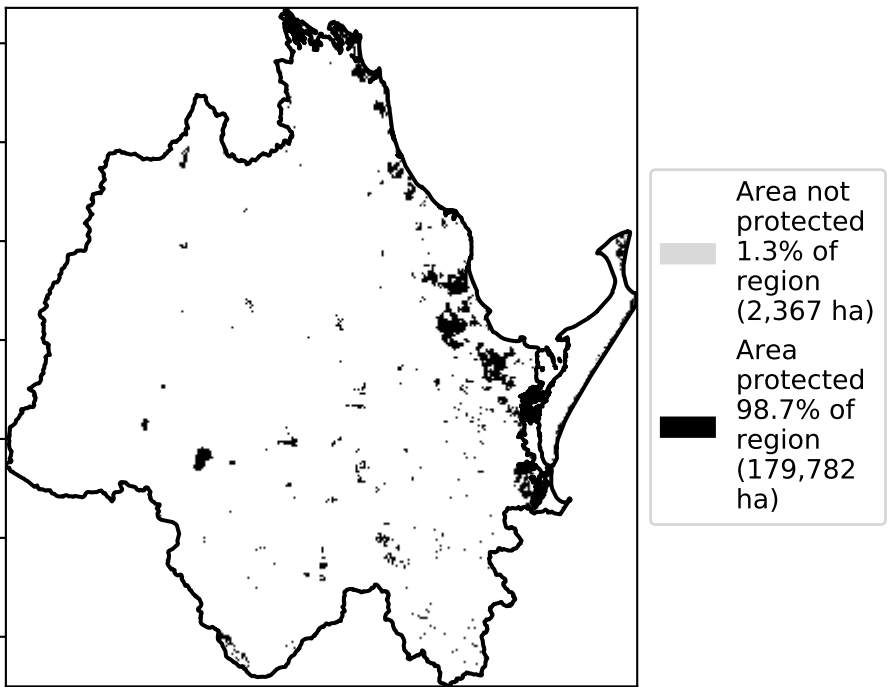 Area not
protected
1.3% of
region
(2,367 ha)
Area
protected
98.7% of
region
(179,782
ha)